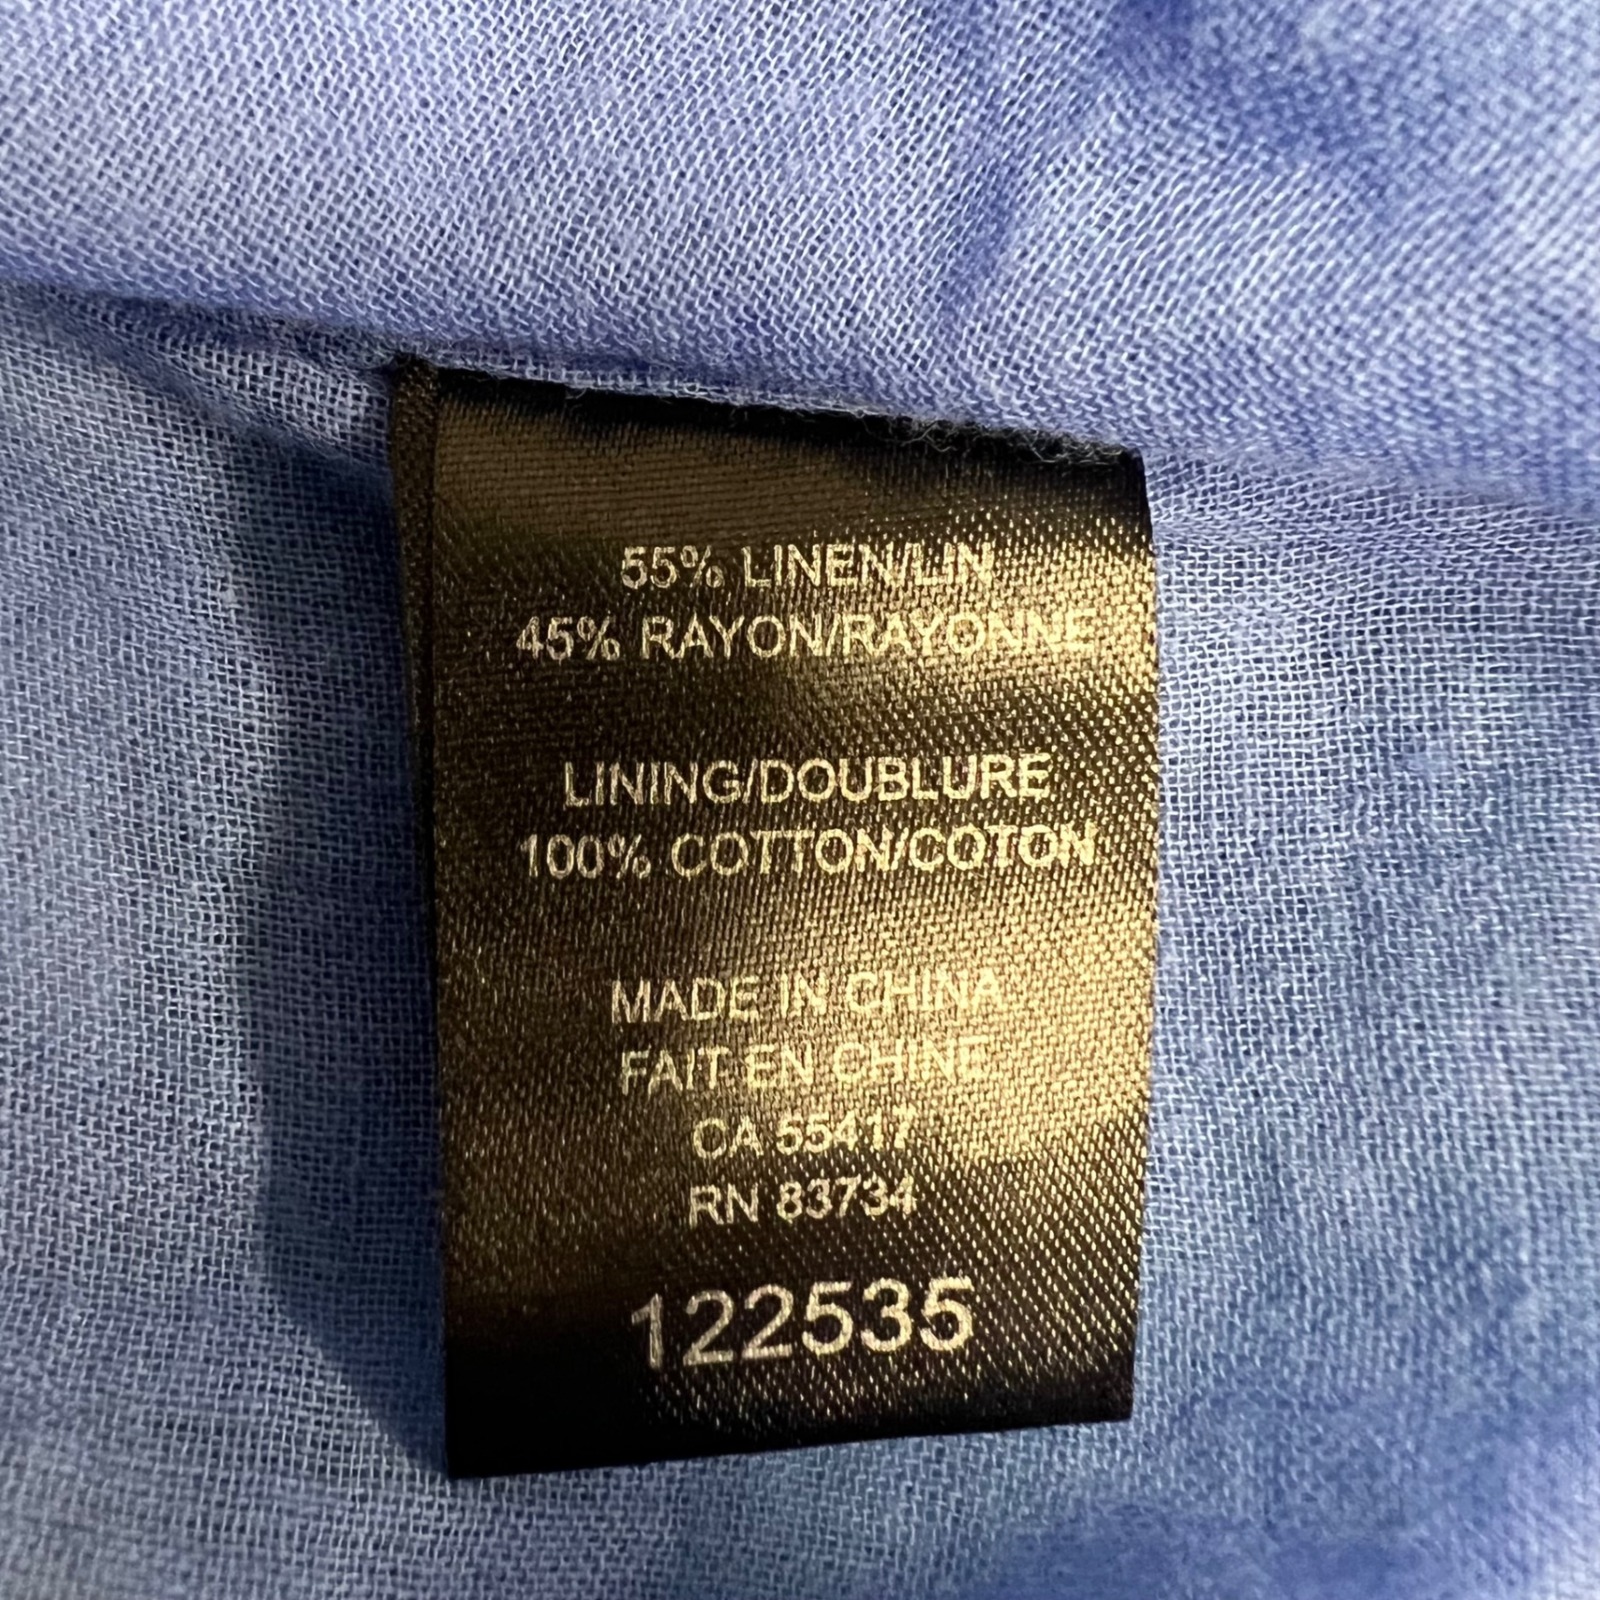 55% LINEN/LIN
45% RAYON/RAYONNE
LINING/DOUBLURE
100% COTTON/COTON
MADE IN CHINA
FAIT EN CHINE
CA 55417
RN 83734
122535